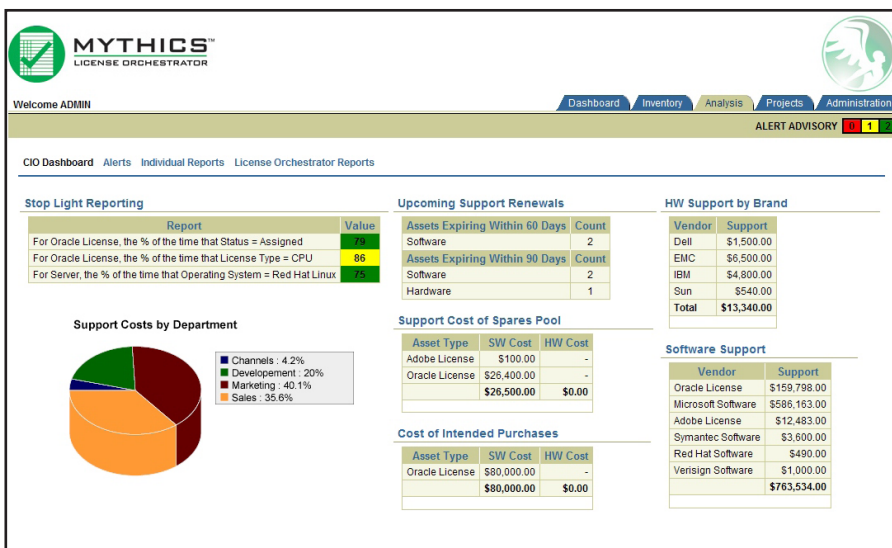 MYTHICS™
LICENSE ORCHESTRATOR
Welcome ADMIN
Dashboard Inventory Analysis Projects Administration
ALERT ADVISORY 0 1 2
CIO Dashboard Alerts Individual Reports License Orchestrator Reports
Stop Light Reporting
Report Value
For Oracle License, the % of the time that Status = Assigned 79
For Oracle License, the % of the time that License Type = CPU 86
For Server, the % of the time that Operating System = Red Hat Linux 75
Support Costs by Department
Channels : 4.2%
Developement : 20%
Marketing : 40.1%
Sales : 35.6%
Upcoming Support Renewals
Assets Expiring Within 60 Days Count
Software 2
Assets Expiring Within 90 Days Count
Software 2
Hardware 1
Support Cost of Spares Pool
Asset Type SW Cost HW Cost
Adobe License $100.00 -
Oracle License $26,400.00 -
$26,500.00 $0.00
Cost of Intended Purchases
Asset Type SW Cost HW Cost
Oracle License $80,000.00 -
$80,000.00 $0.00
HW Support by Brand
Vendor Support
Dell $1,500.00
EMC $6,500.00
IBM $4,800.00
Sun $540.00
Total $13,340.00
Software Support
Vendor Support
Oracle License $159,798.00
Microsoft Software $586,163.00
Adobe License $12,483.00
Symantec Software $3,600.00
Red Hat Software $490.00
Verisign Software $1,000.00
$763,534.00